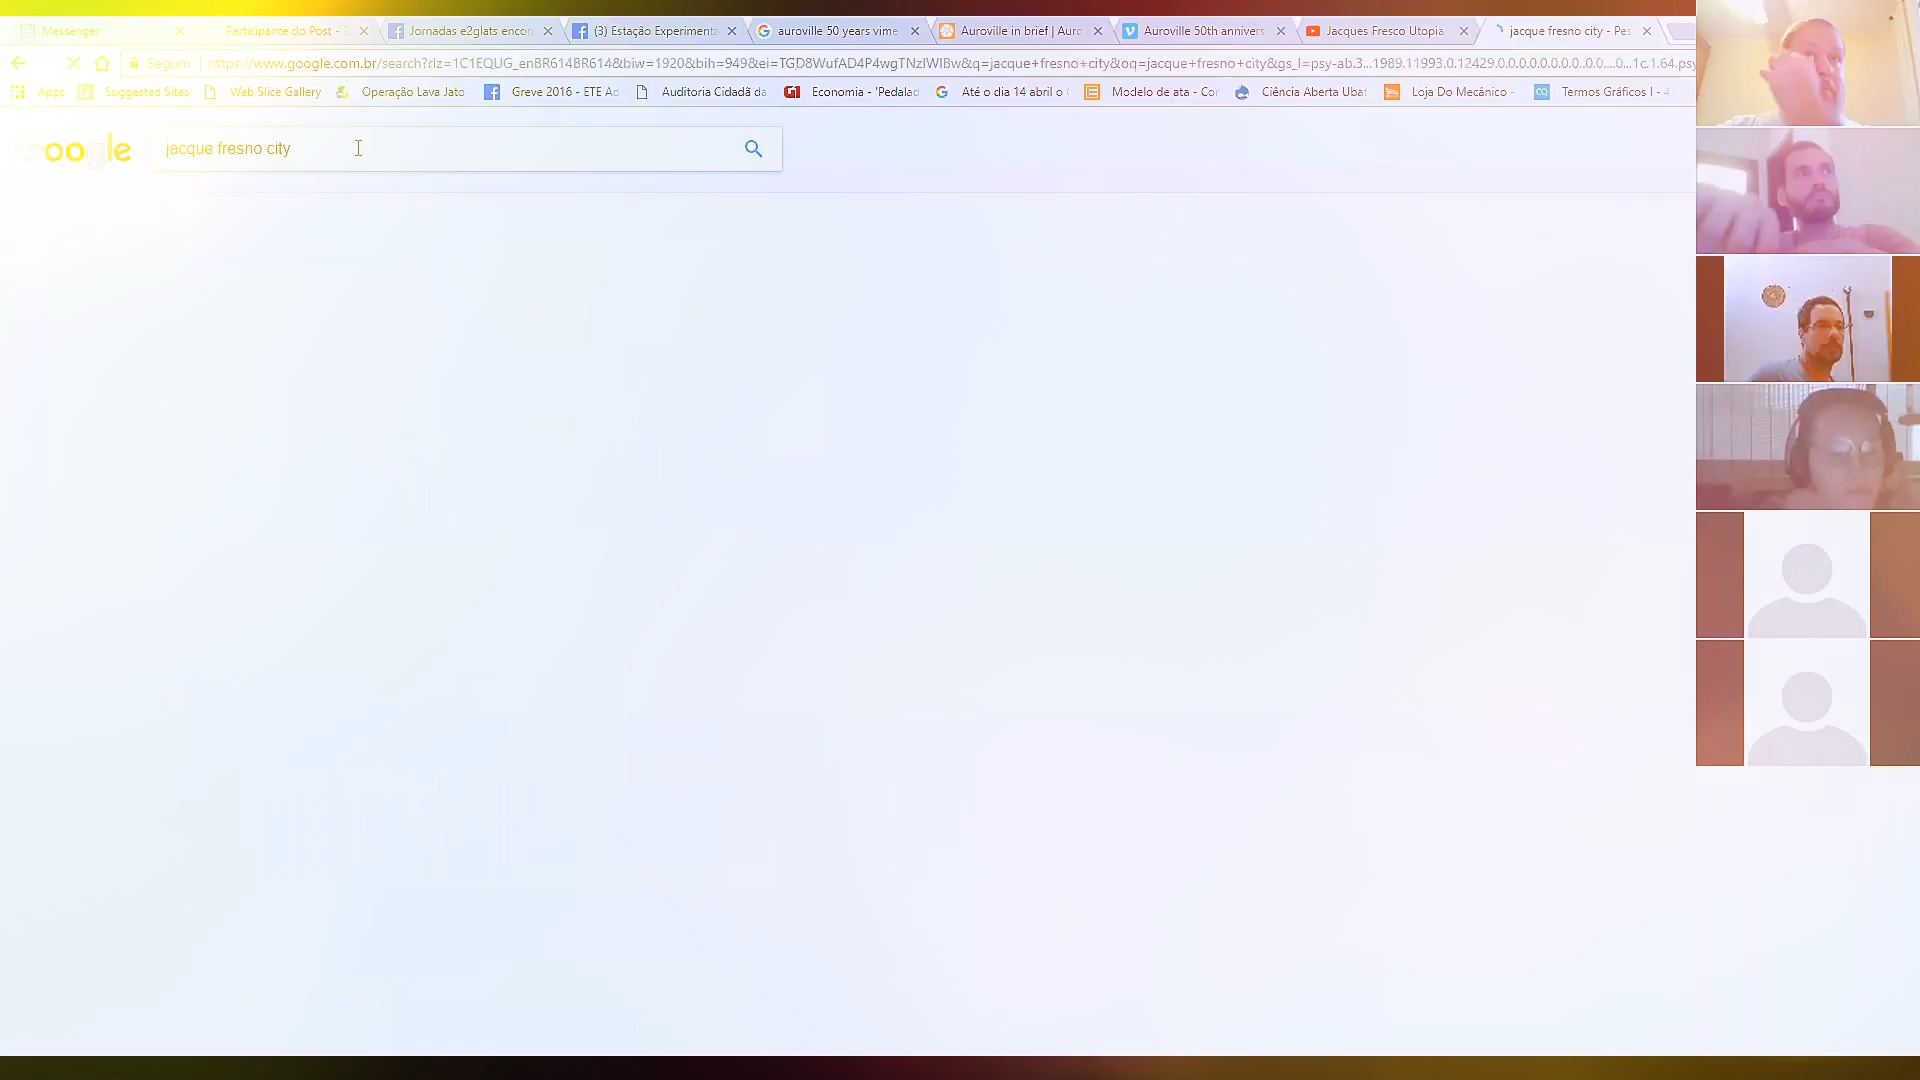 Messenger Participante do Post - Z Jornadas e2glats encon (3) Estação Experimenta auroville 50 years vime Auroville in brief | Auro Auroville 50th annivers Jacques Fresco Utopia jacque fresno city - Pes
Seguro https://www.google.com.br/search?rlz=1C1EQUG_enBR614BR614&biw=1920&bih=949&ei=TGD8WufAD4P4wgTNzIWIBw&q=jacque+fresno+city&oq=jacque+fresno+city&gs_l=psy-ab.3...1989.11993.0.12429.0.0.0.0.0.0.0.0..0.0....0...1c.1.64.psy
Apps Suggested Sites Web Slice Gallery Operação Lava Jato Greve 2016 - ETE Ad Auditoria Cidadã da Economia - 'Pedalad Até o dia 14 abril o Modelo de ata - Cor Ciência Aberta Ubat Loja Do Mecânico - Termos Gráficos I - 4
Google jacque fresno city